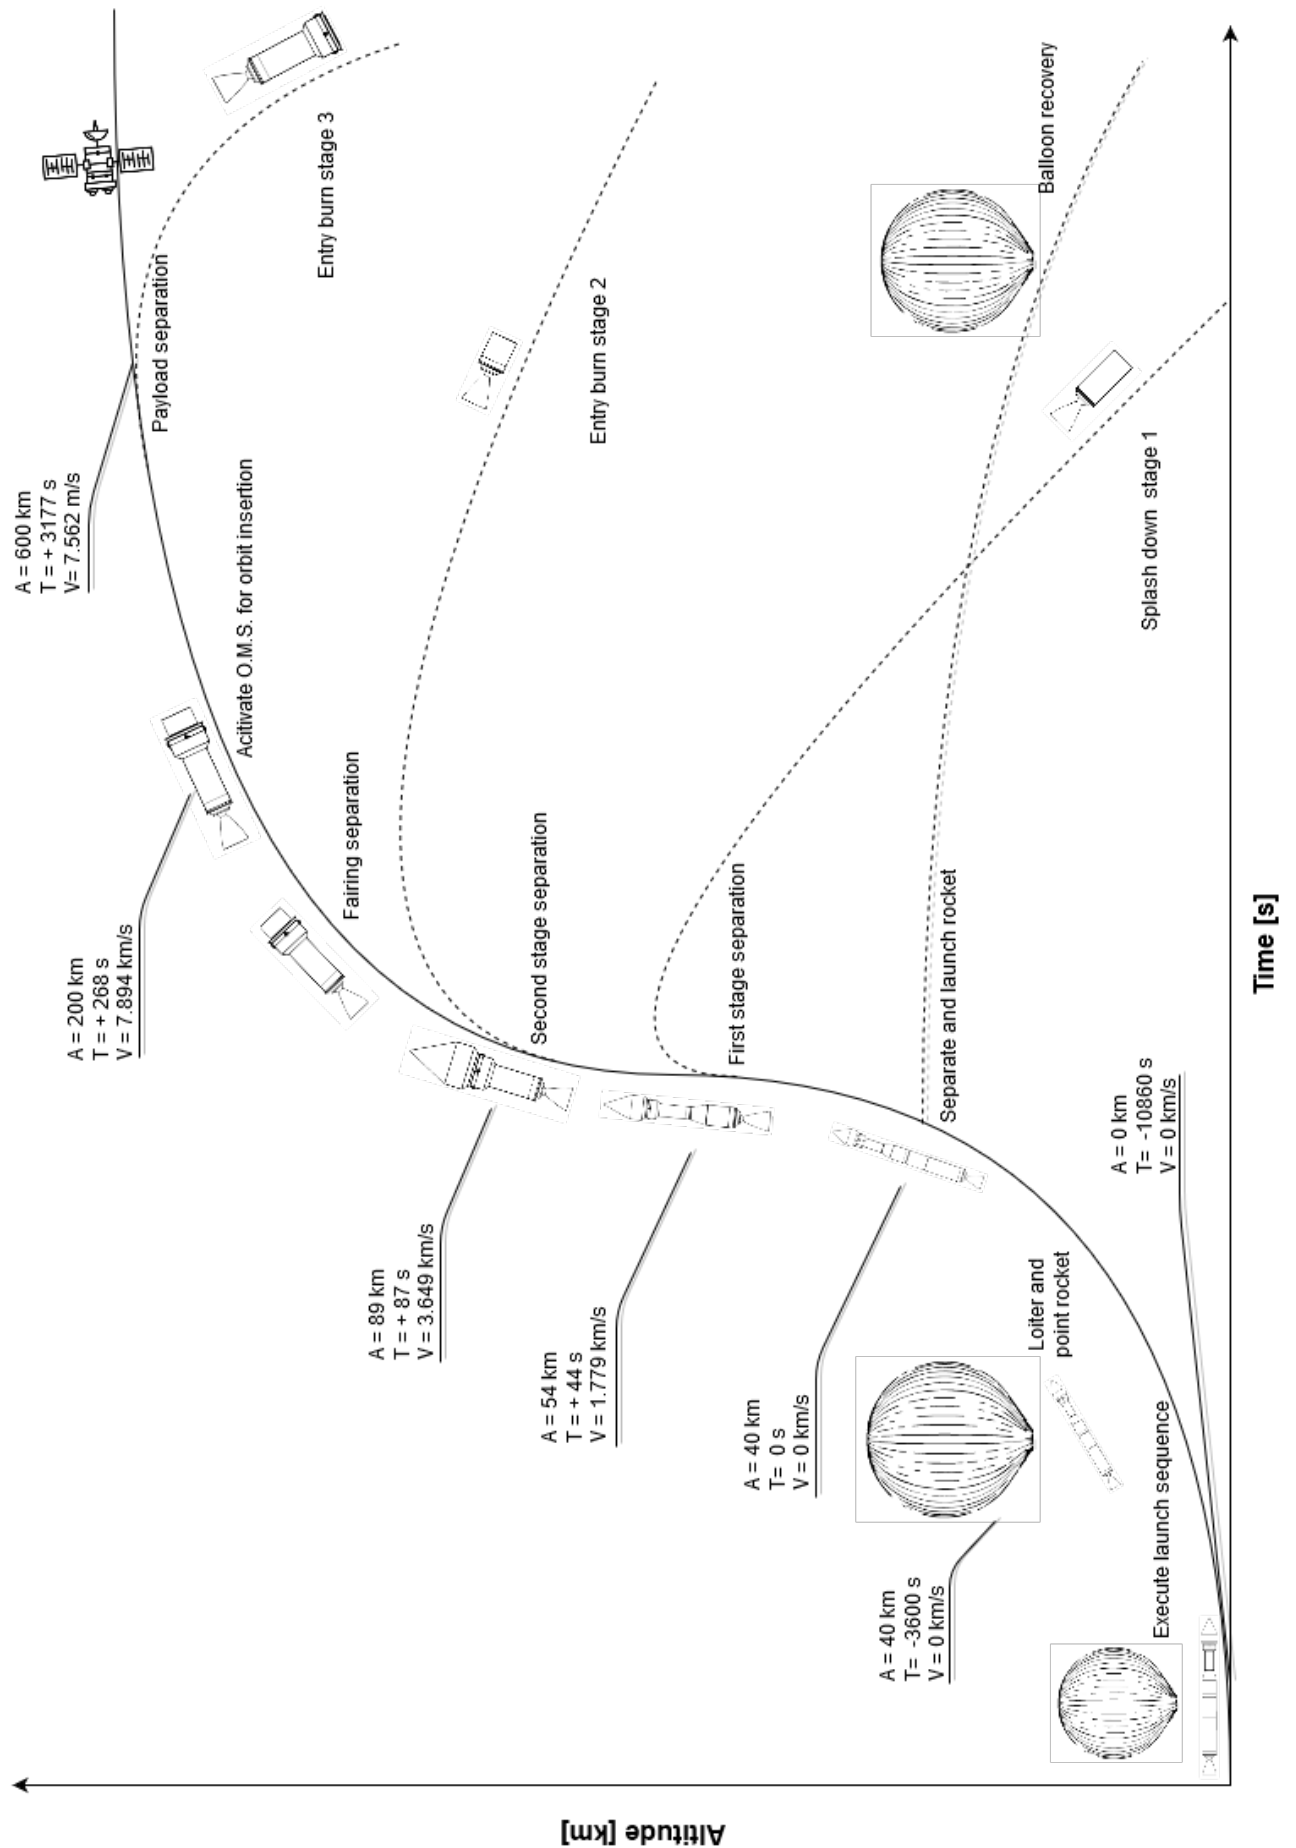 Altitude [km]
Time [s]
A = 0 km
T= -10860 s
V = 0 km/s
Execute launch sequence
A = 40 km
T= -3600 s
V = 0 km/s
Loiter and
point rocket
A = 40 km
T= 0 s
V = 0 km/s
Separate and launch rocket
A = 54 km
T = + 44 s
V = 1.779 km/s
First stage separation
A = 89 km
T = + 87 s
V = 3.649 km/s
Second stage separation
Fairing separation
A = 200 km
T = + 268 s
V = 7.894 km/s
Acitivate O.M.S. for orbit insertion
A = 600 km
T = + 3177 s
V= 7.562 m/s
Payload separation
Entry burn stage 3
Entry burn stage 2
Balloon recovery
Splash down stage 1